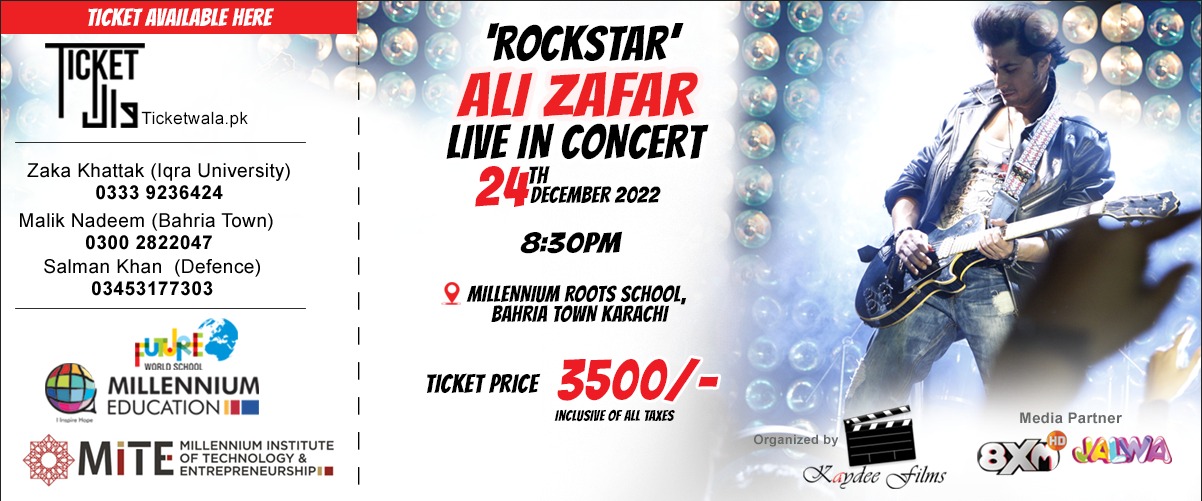 TICKET AVAILABLE HERE
TICKET
والا
Ticketwala.pk
Zaka Khattak (Iqra University)
0333 9236424
Malik Nadeem (Bahria Town)
0300 2822047
Salman Khan (Defence)
03453177303
FUTURE
WORLD SCHOOL
MILLENNIUM
EDUCATION
I Inspire Hope
MiTE
MILLENNIUM INSTITUTE
OF TECHNOLOGY &
ENTREPRENEURSHIP
'ROCKSTAR'
ALI ZAFAR
LIVE IN CONCERT
24TH DECEMBER 2022
8:30PM
MILLENNIUM ROOTS SCHOOL,
BAHRIA TOWN KARACHI
TICKET PRICE 3500/-
INCLUSIVE OF ALL TAXES
Organized by
Kaydee Films
Media Partner
8XM HD JALWA